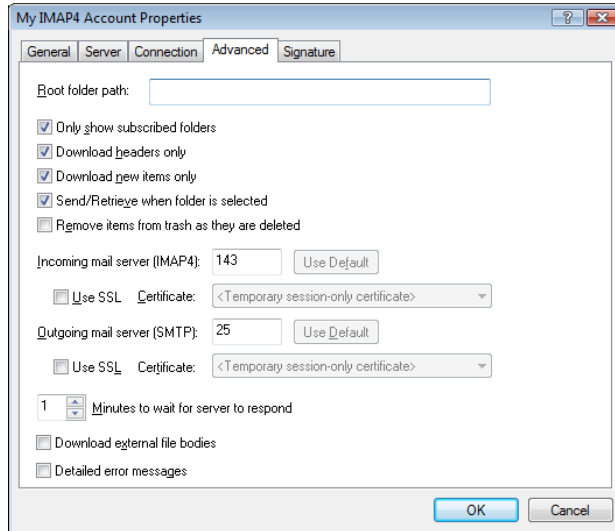 My IMAP4 Account Properties
General Server Connection Advanced Signature
Root folder path:
Only show subscribed folders
Download headers only
Download new items only
Send/Retrieve when folder is selected
Remove items from trash as they are deleted
Incoming mail server (IMAP4): 143 Use Default
Use SSL Certificate: <Temporary session-only certificate>
Outgoing mail server (SMTP): 25 Use Default
Use SSL Certificate: <Temporary session-only certificate>
1 Minutes to wait for server to respond
Download external file bodies
Detailed error messages
OK Cancel